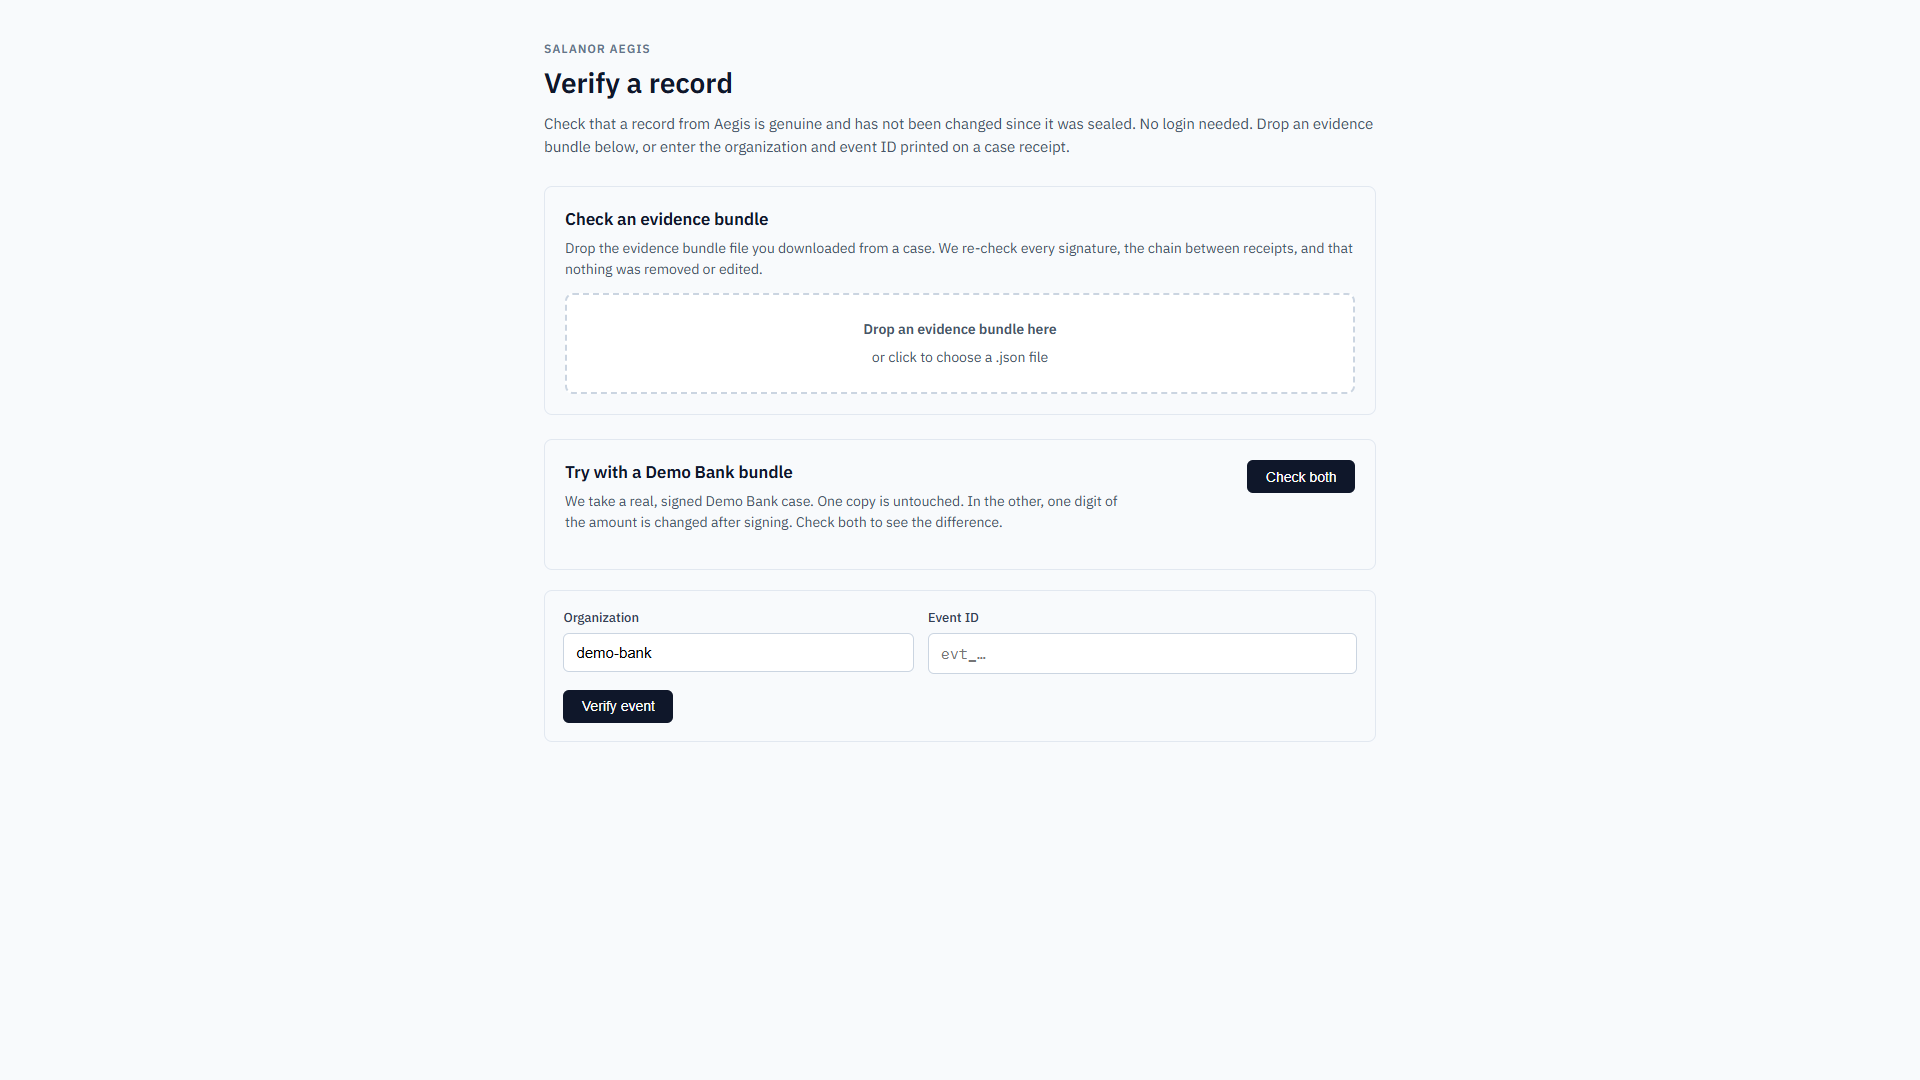 SALANOR AEGIS
Verify a record
Check that a record from Aegis is genuine and has not been changed since it was sealed. No login needed. Drop an evidence
bundle below, or enter the organization and event ID printed on a case receipt.
Check an evidence bundle
Drop the evidence bundle file you downloaded from a case. We re-check every signature, the chain between receipts, and that
nothing was removed or edited.
Drop an evidence bundle here
or click to choose a .json file
Try with a Demo Bank bundle
Check both
We take a real, signed Demo Bank case. One copy is untouched. In the other, one digit of
the amount is changed after signing. Check both to see the difference.
Organization
Event ID
demo-bank
evt_…
Verify event